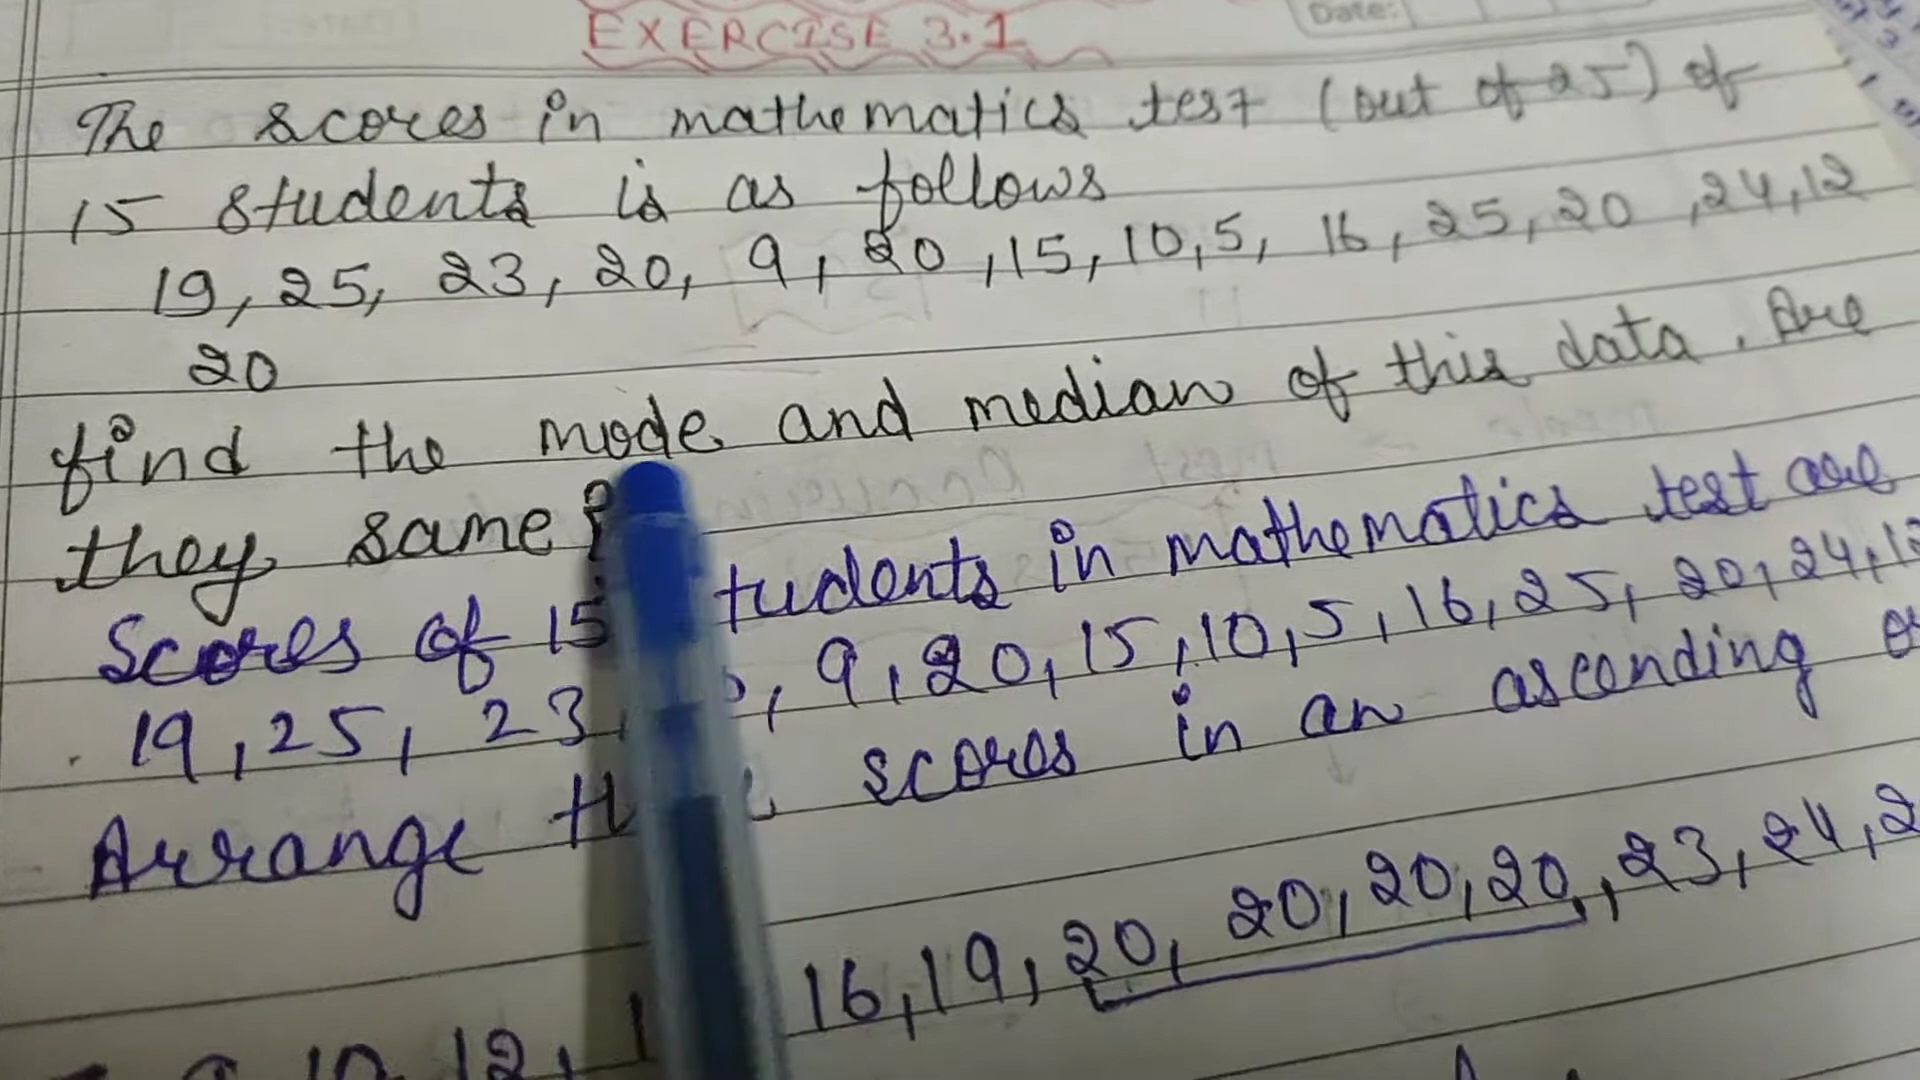 Date:
EXERCISE 3.1
The scores in mathematics test (out of 25) of
15 students is as follows
19, 25, 23, 20, 9, 20, 15, 10, 5, 16, 25, 20, 24, 12
20
find the mode and median of this data. Are
they same?
Scores of 15 students in mathematics test are
19, 25, 23, 9, 20, 15, 10, 5, 16, 25, 20, 24, 12
Arrange scores in an ascending
12, 16, 19, 20, 20, 20, 20, 23, 24,